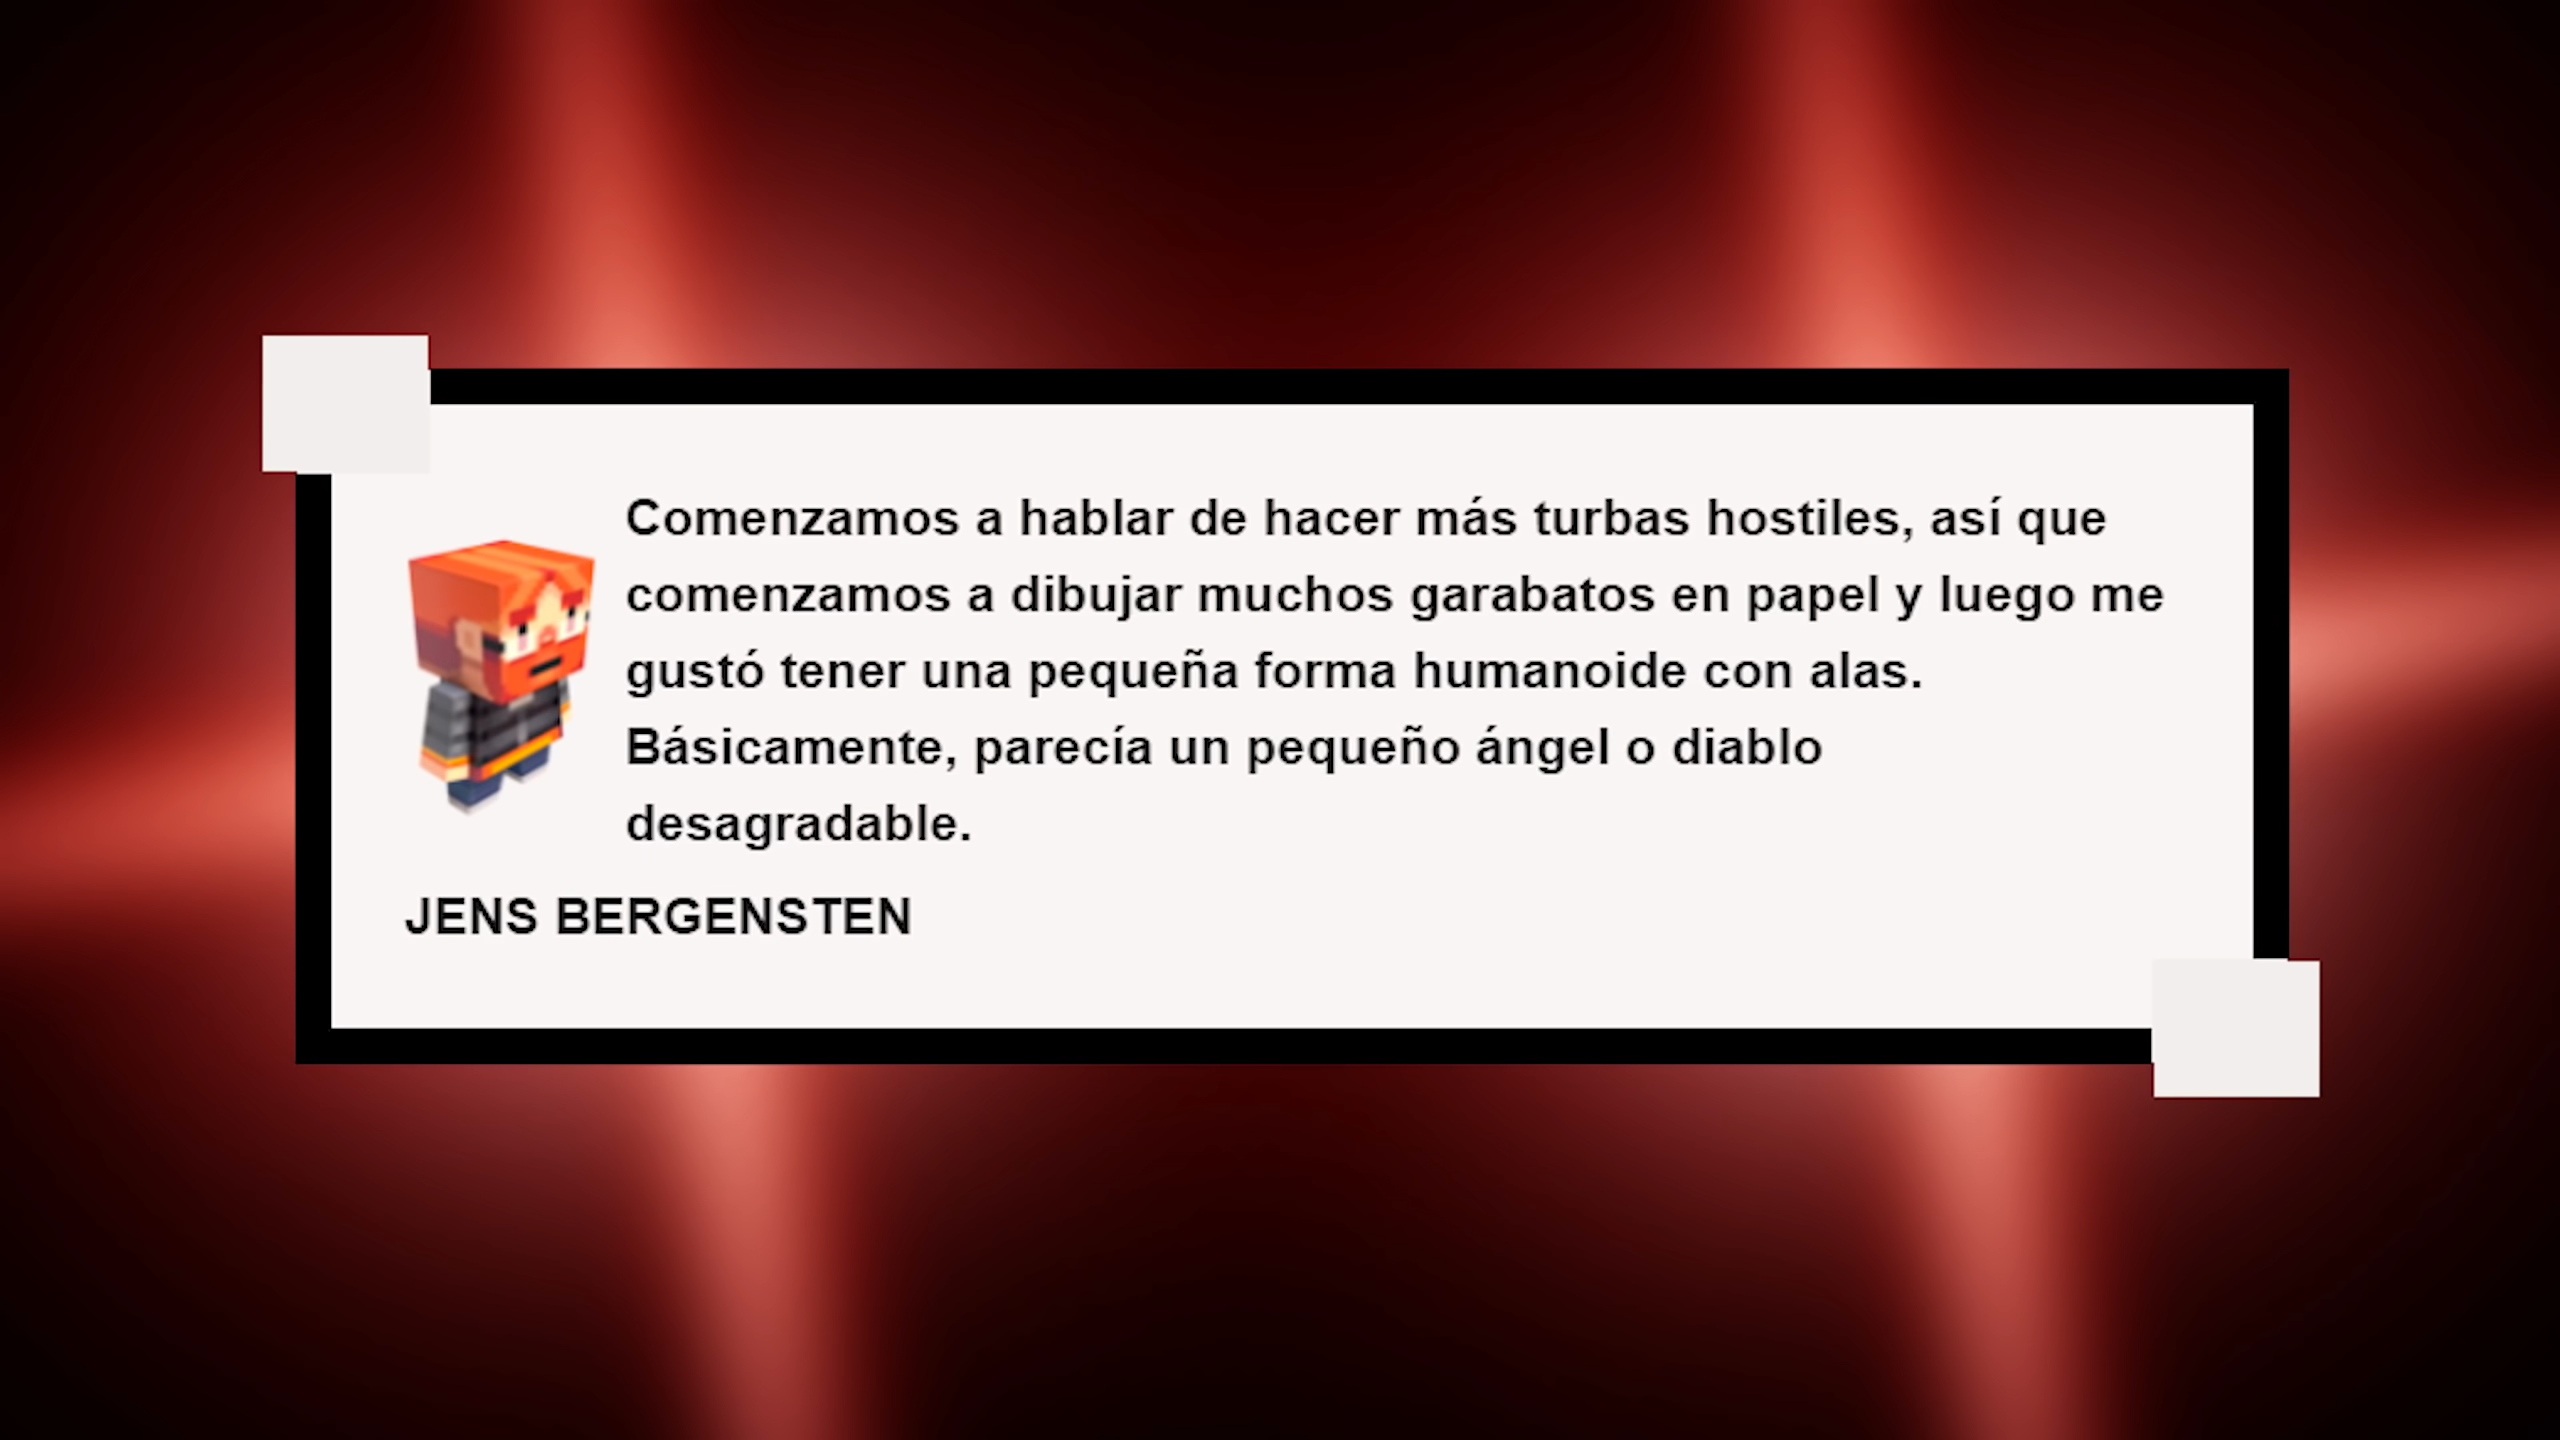 Comenzamos a hablar de hacer más turbas hostiles, así que
comenzamos a dibujar muchos garabatos en papel y luego me
gustó tener una pequeña forma humanoide con alas.
Básicamente, parecía un pequeño ángel o diablo
desagradable.
JENS BERGENSTEN